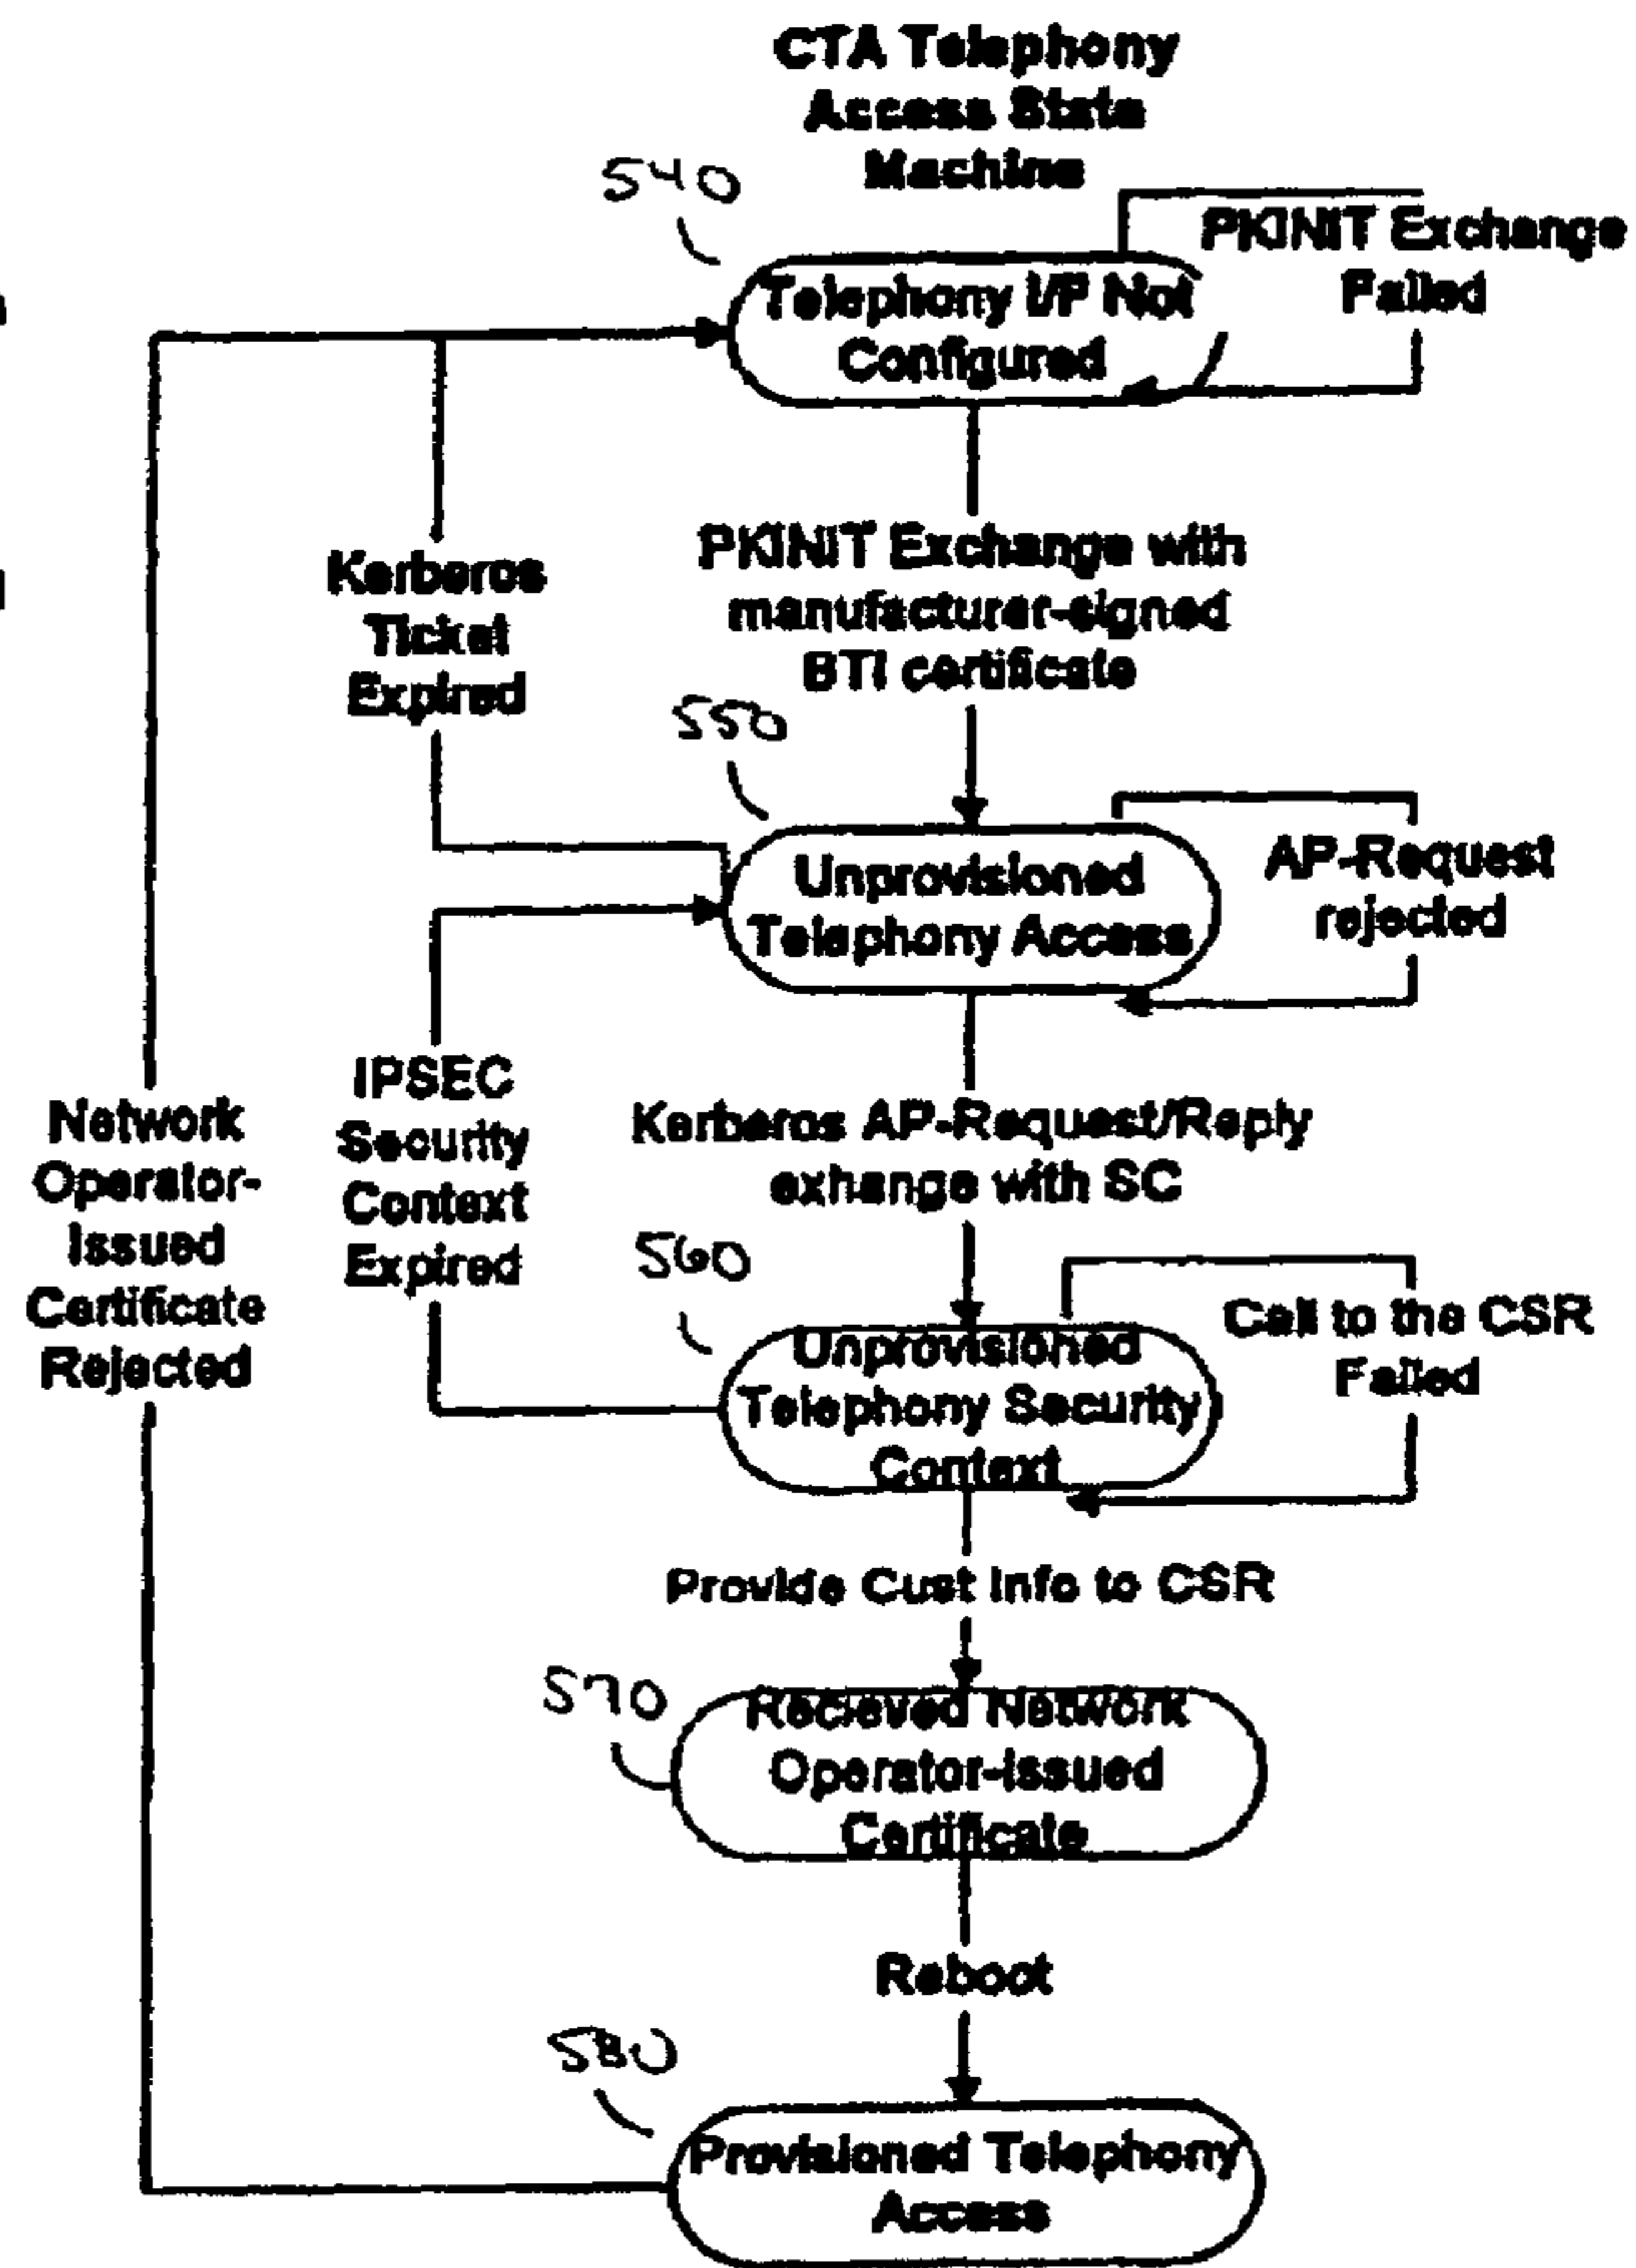 CTA Telephony
Access State
Machine
540
PKINIT Exchange
Failed
Telephony I/F Not
Configured
Kerberos
Ticket
Expired
PKINIT Exchange with
manufacturer-signed
BTI certificate
550
Unprovisioned
Telephony Access
AP-Request
rejected
Network
Operator-
Issued
Certificate
Rejected
IPSEC
Security
Context
Expired
Kerberos AP-Request/Reply
exhange with SC
560
Unprovisioned
Telephony Security
Context
Call to the CSR
Failed
Provide Cust Info to CSR
570
Recieved Network
Operator-issued
Certificate
Reboot
580
Provisioned Telephony
Access